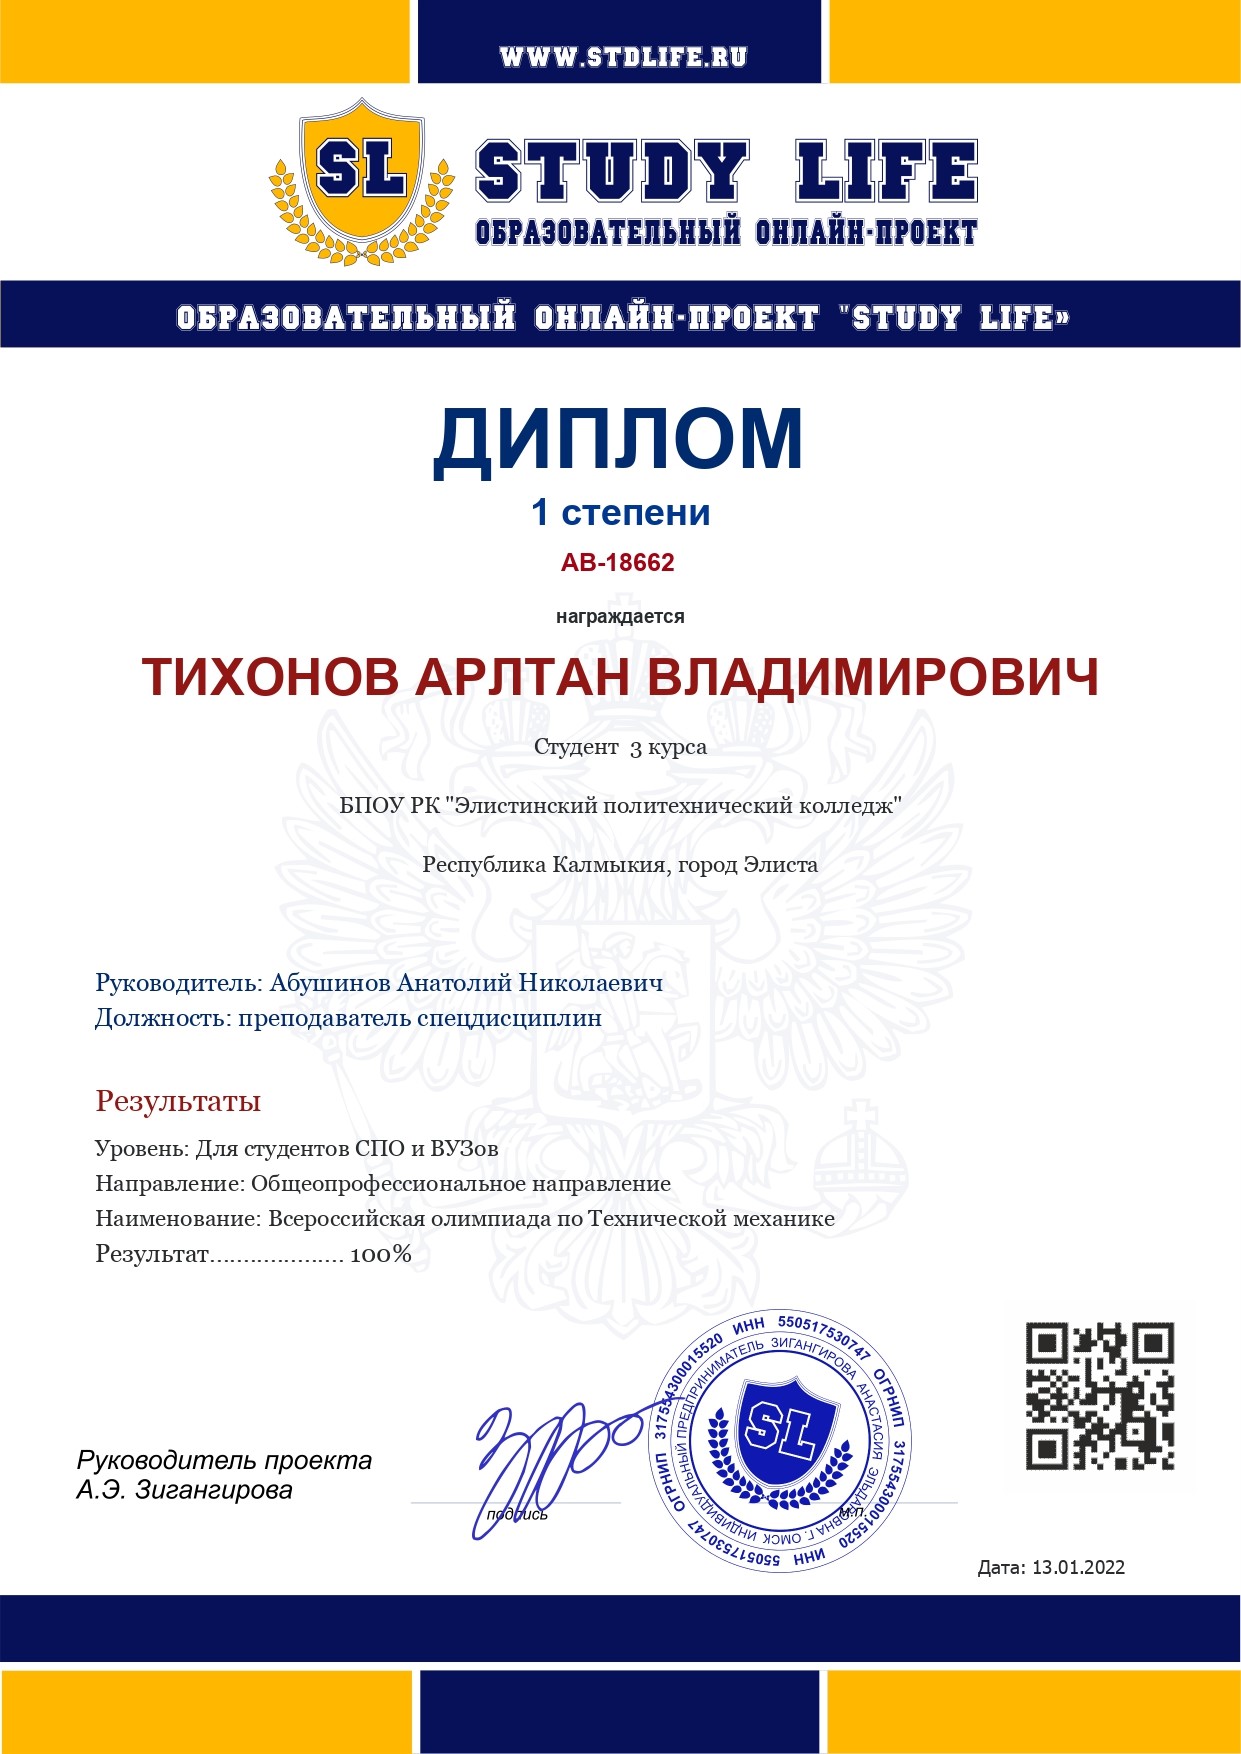 WWW.STDLIFE.RU
SL
STUDY LIFE
ОБРАЗОВАТЕЛЬНЫЙ ОНЛАЙН-ПРОЕКТ
ОБРАЗОВАТЕЛЬНЫЙ ОНЛАЙН-ПРОЕКТ "STUDY LIFE»
ДИПЛОМ
1 степени
АВ-18662
награждается
ТИХОНОВ АРЛТАН ВЛАДИМИРОВИЧ
Студент 3 курса
БПОУ РК "Элистинский политехнический колледж"
Республика Калмыкия, город Элиста
Руководитель: Абушинов Анатолий Николаевич
Должность: преподаватель спецдисциплин
Результаты
Уровень: Для студентов СПО и ВУЗов
Направление: Общеопрофессиональное направление
Наименование: Всероссийская олимпиада по Технической механике
Результат.................... 100%
Руководитель проекта
А.Э. Зигангирова
подпись
ОГРНИП 317554300015520 ИНН 550517530747 ОГРНИП 317554300015520 ИНН 550517530747
ИНДИВИДУАЛЬНЫЙ ПРЕДПРИНИМАТЕЛЬ ЗИГАНГИРОВА АНАСТАСИЯ ЭЛЬДАРОВНА Г. ОМСК
SL
м.п.
Дата: 13.01.2022